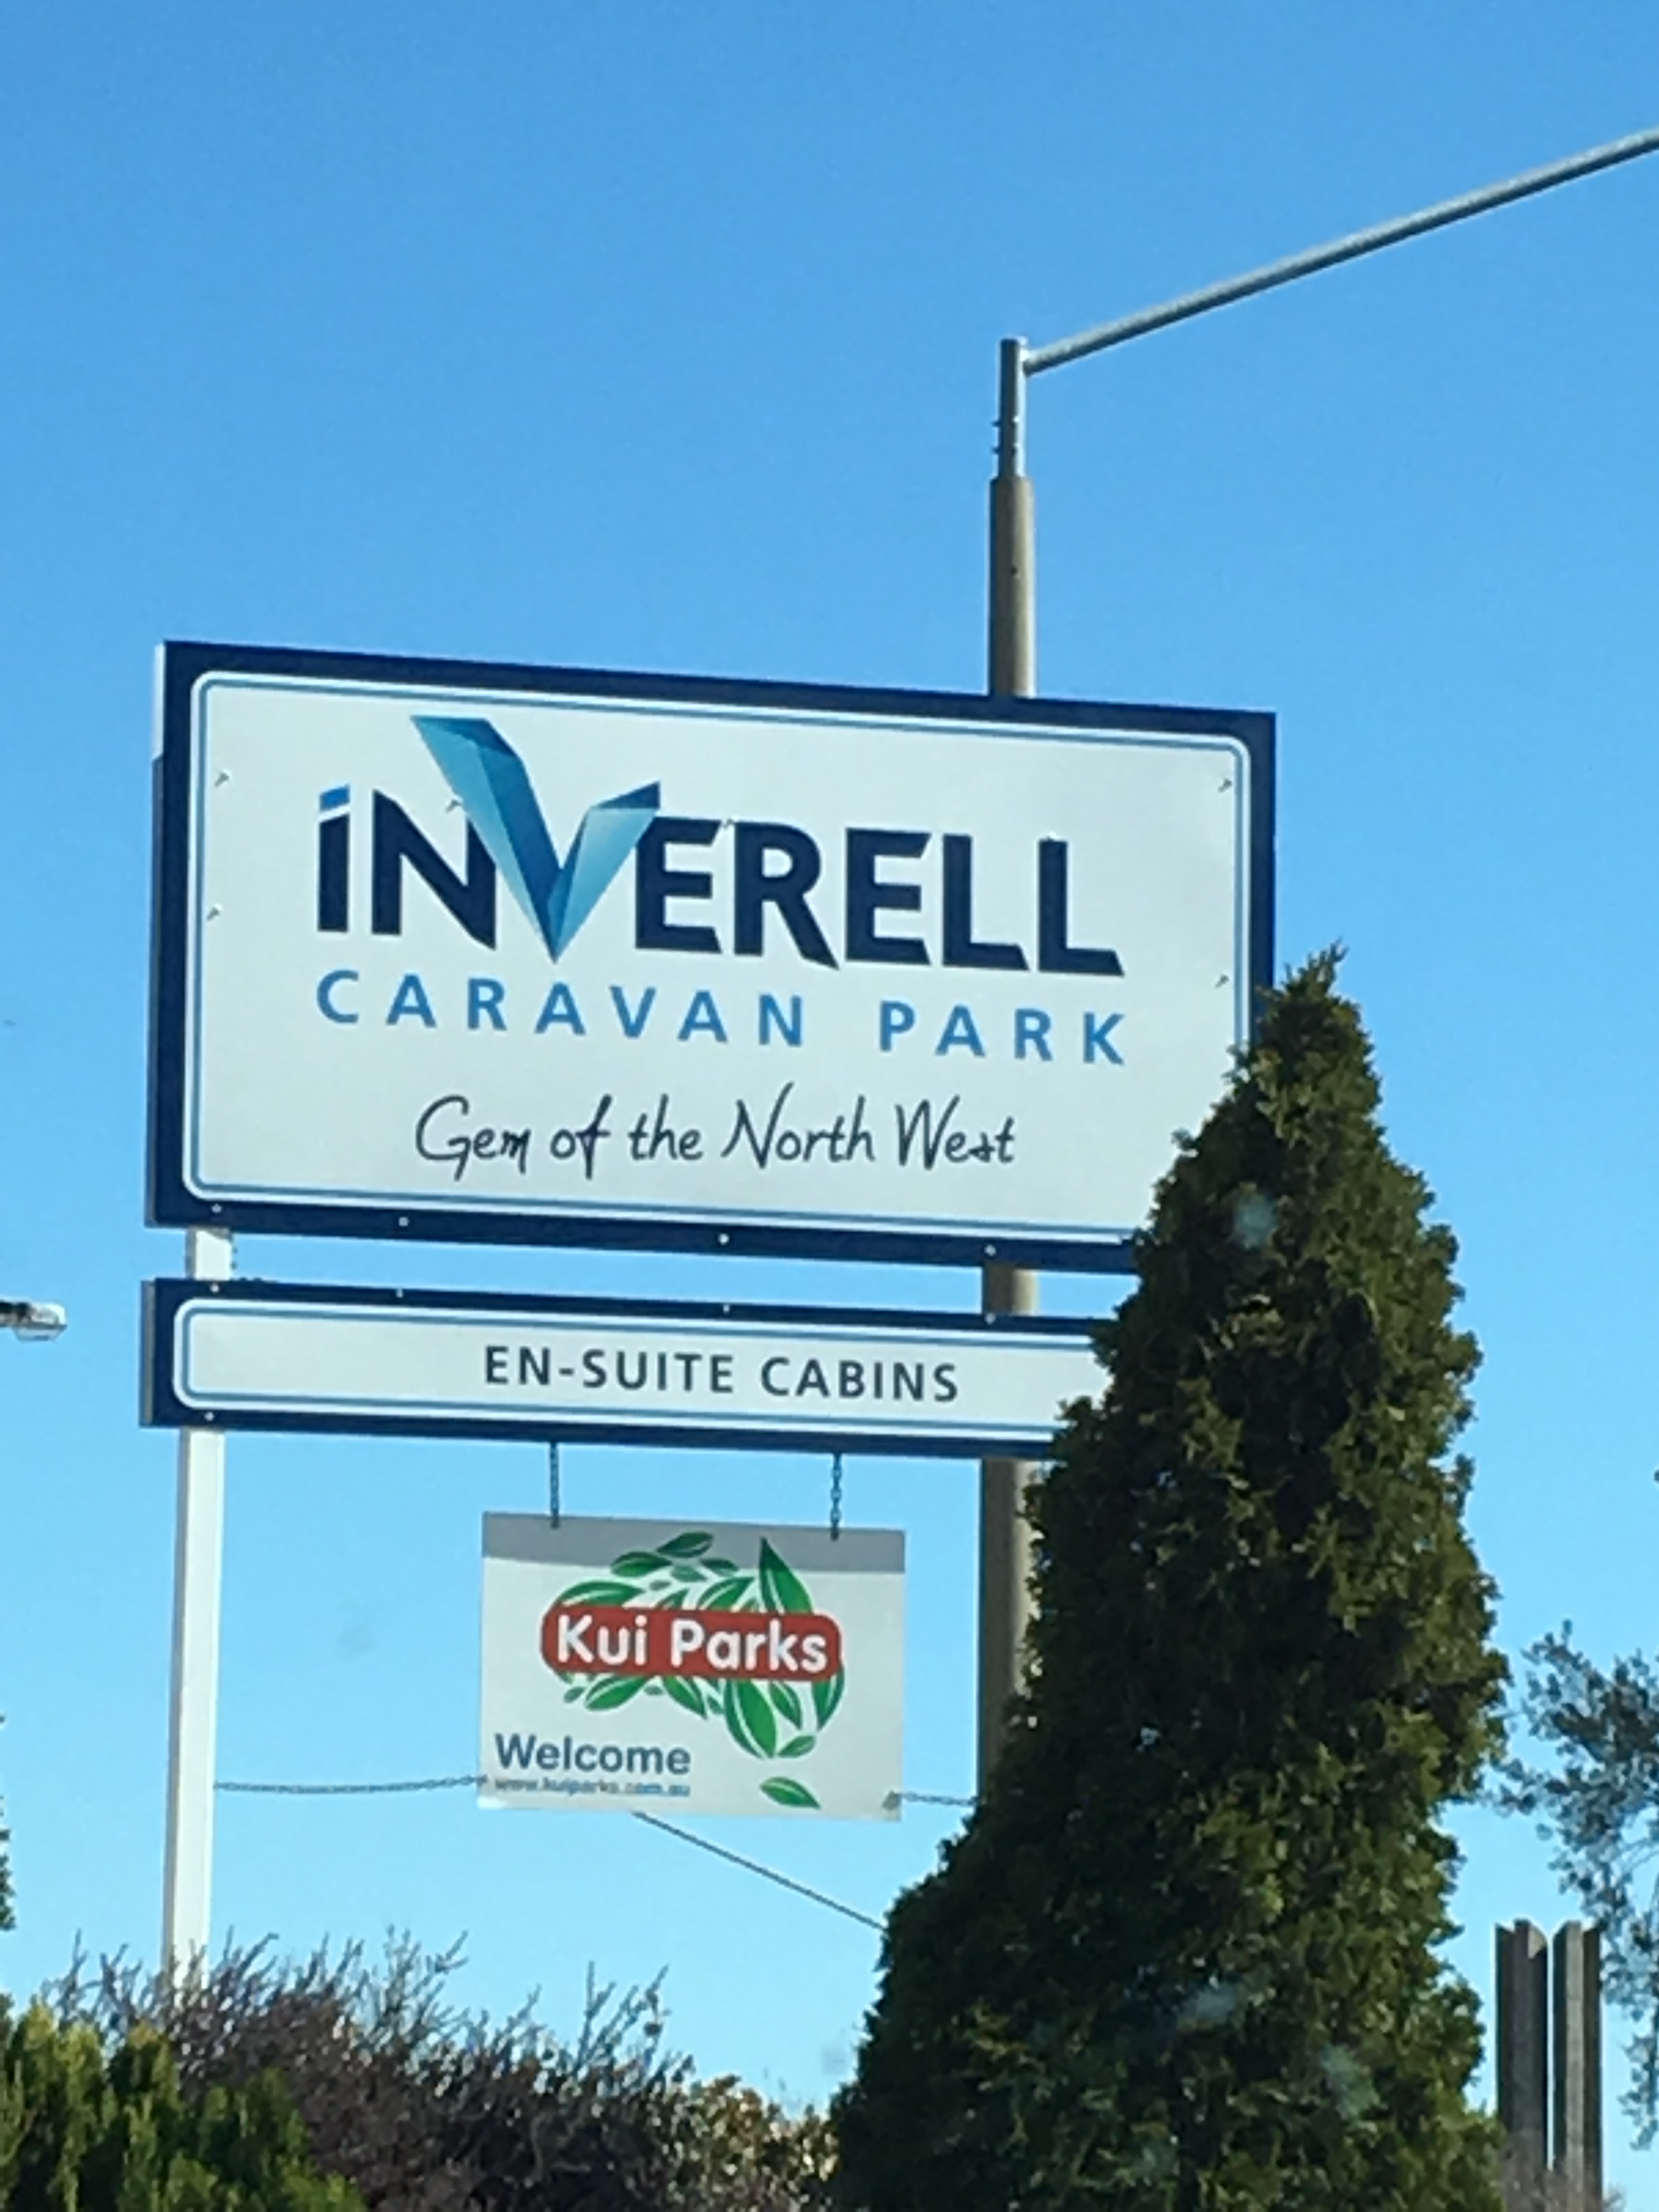 iNVERELL
CARAVAN PARK
Gem of the North West
EN-SUITE CABINS
Kui Parks
Welcome
www.kuiparks.com.au